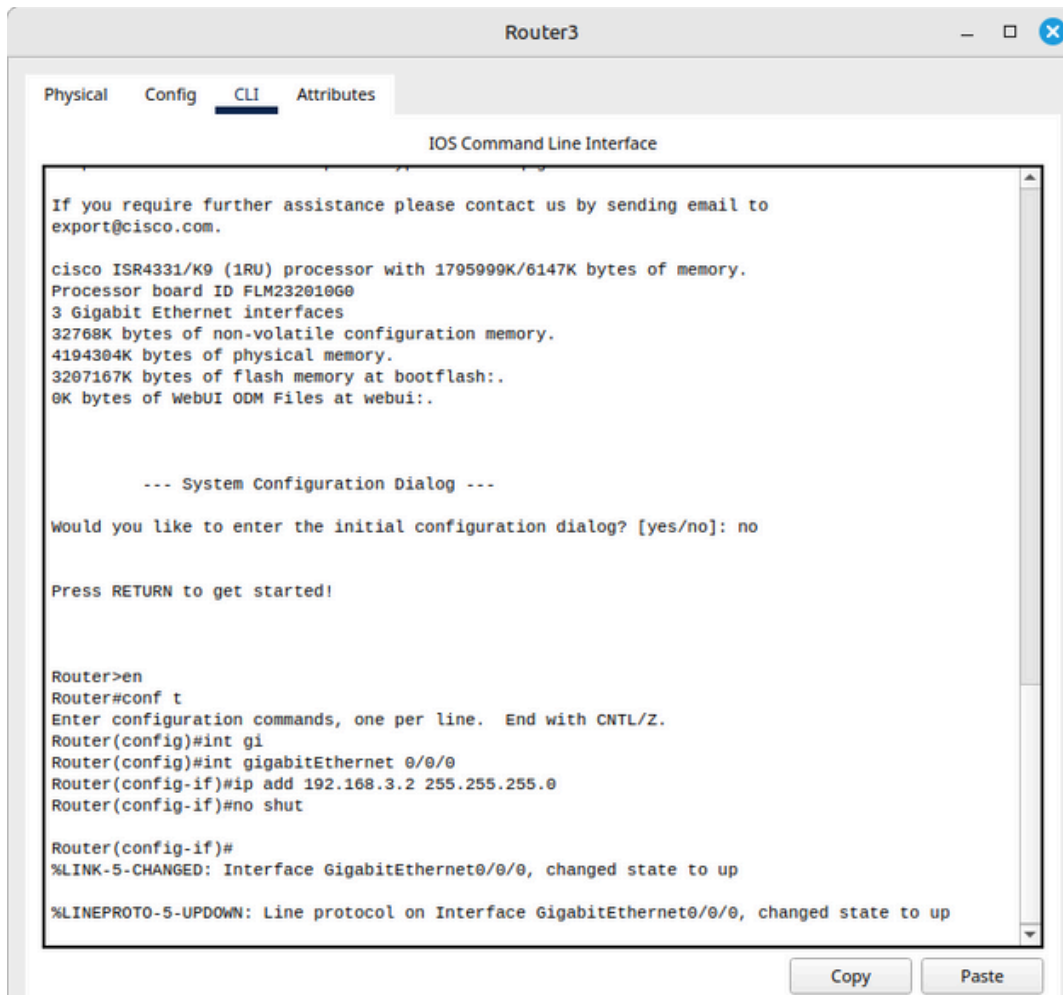 Router3
Physical Config CLI Attributes
IOS Command Line Interface
If you require further assistance please contact us by sending email to
export@cisco.com.
cisco ISR4331/K9 (1RU) processor with 1795999K/6147K bytes of memory.
Processor board ID FLM232010G0
3 Gigabit Ethernet interfaces
32768K bytes of non-volatile configuration memory.
4194304K bytes of physical memory.
3207167K bytes of flash memory at bootflash:.
0K bytes of WebUI ODM Files at webui:.
--- System Configuration Dialog ---
Would you like to enter the initial configuration dialog? [yes/no]: no
Press RETURN to get started!
Router>en
Router#conf t
Enter configuration commands, one per line.  End with CNTL/Z.
Router(config)#int gi
Router(config)#int gigabitEthernet 0/0/0
Router(config-if)#ip add 192.168.3.2 255.255.255.0
Router(config-if)#no shut
Router(config-if)#
%LINK-5-CHANGED: Interface GigabitEthernet0/0/0, changed state to up
%LINEPROTO-5-UPDOWN: Line protocol on Interface GigabitEthernet0/0/0, changed state to up
Copy Paste